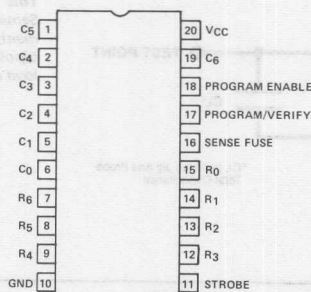 C5 1
C4 2
C3 3
C2 4
C1 5
C0 6
R6 7
R5 8
R4 9
GND 10
20 VCC
19 C6
18 PROGRAM ENABLE
17 PROGRAM/VERIFY
16 SENSE FUSE
15 R0
14 R1
13 R2
12 R3
11 STROBE